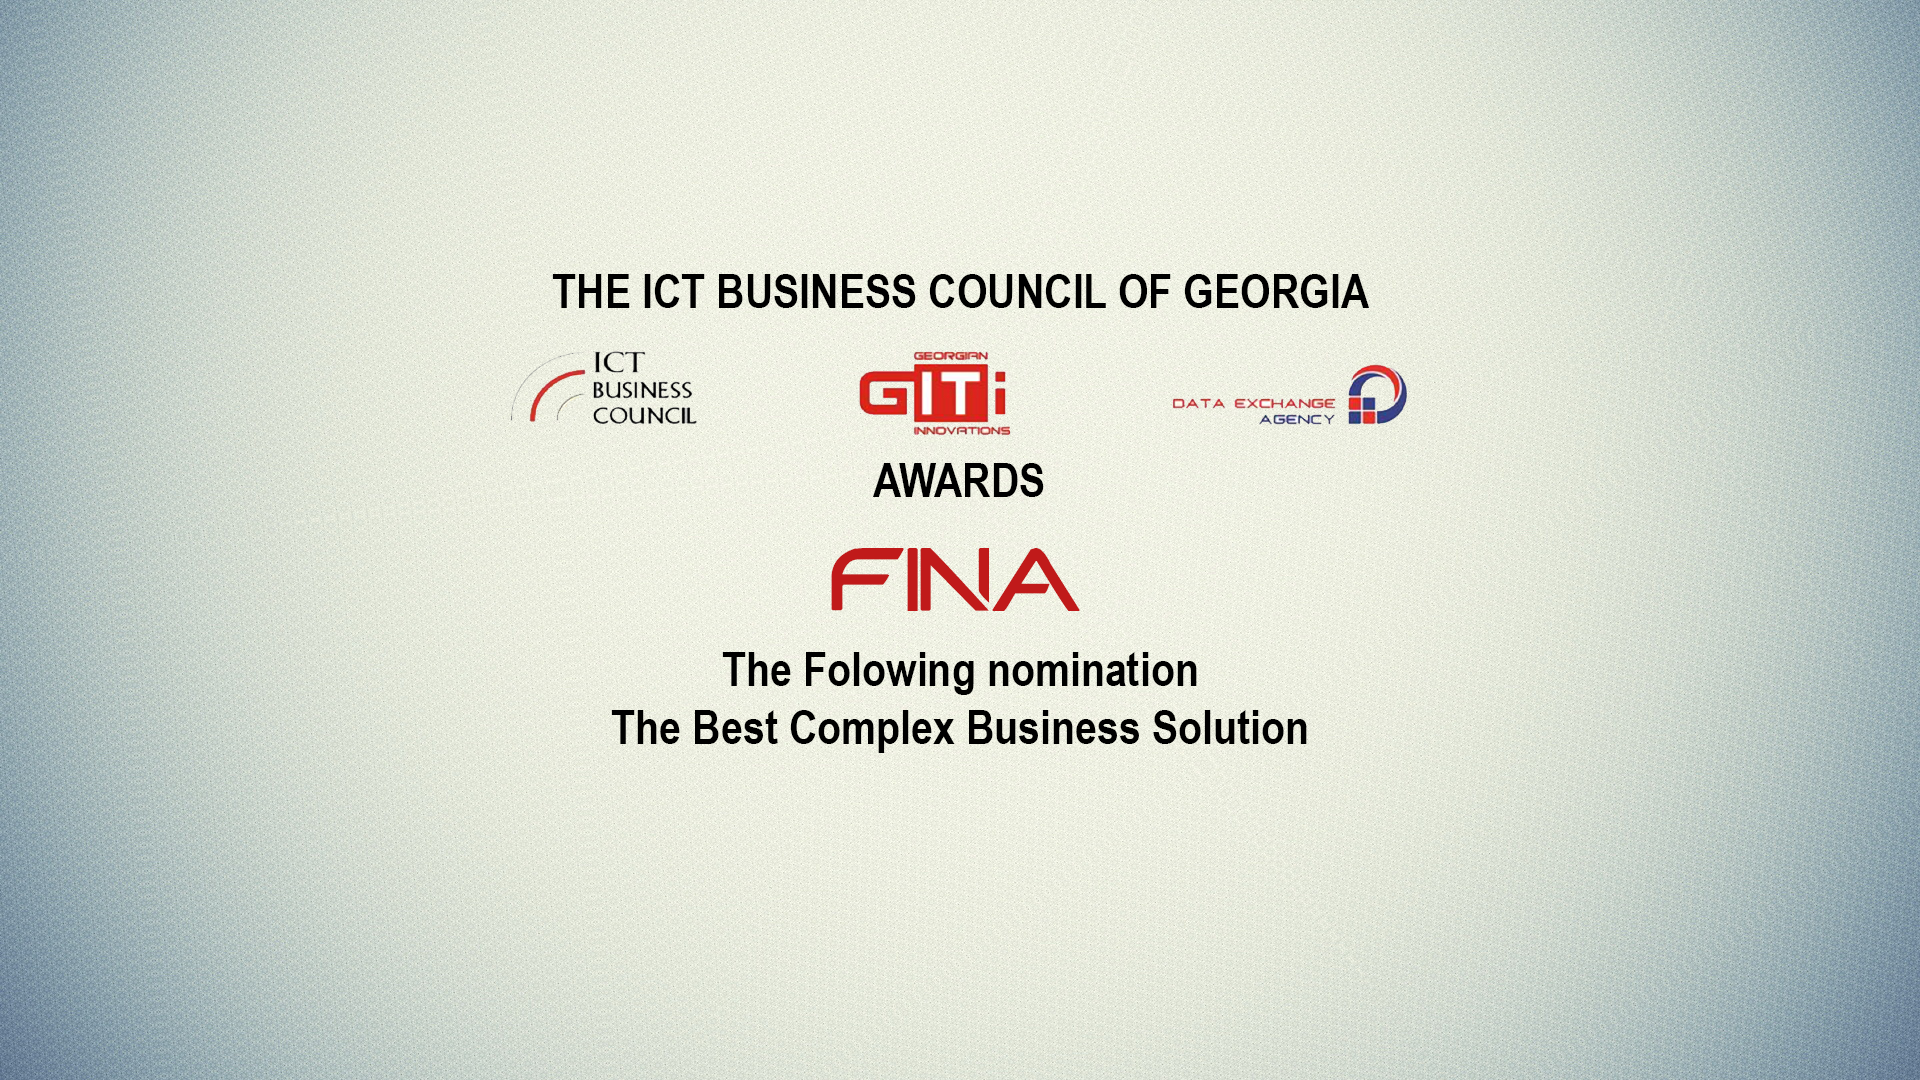 THE ICT BUSINESS COUNCIL OF GEORGIA
ICT
BUSINESS
COUNCIL
GEORGIAN
GITi
INNOVATIONS
DATA EXCHANGE
AGENCY
AWARDS
FINA
The Folowing nomination
The Best Complex Business Solution